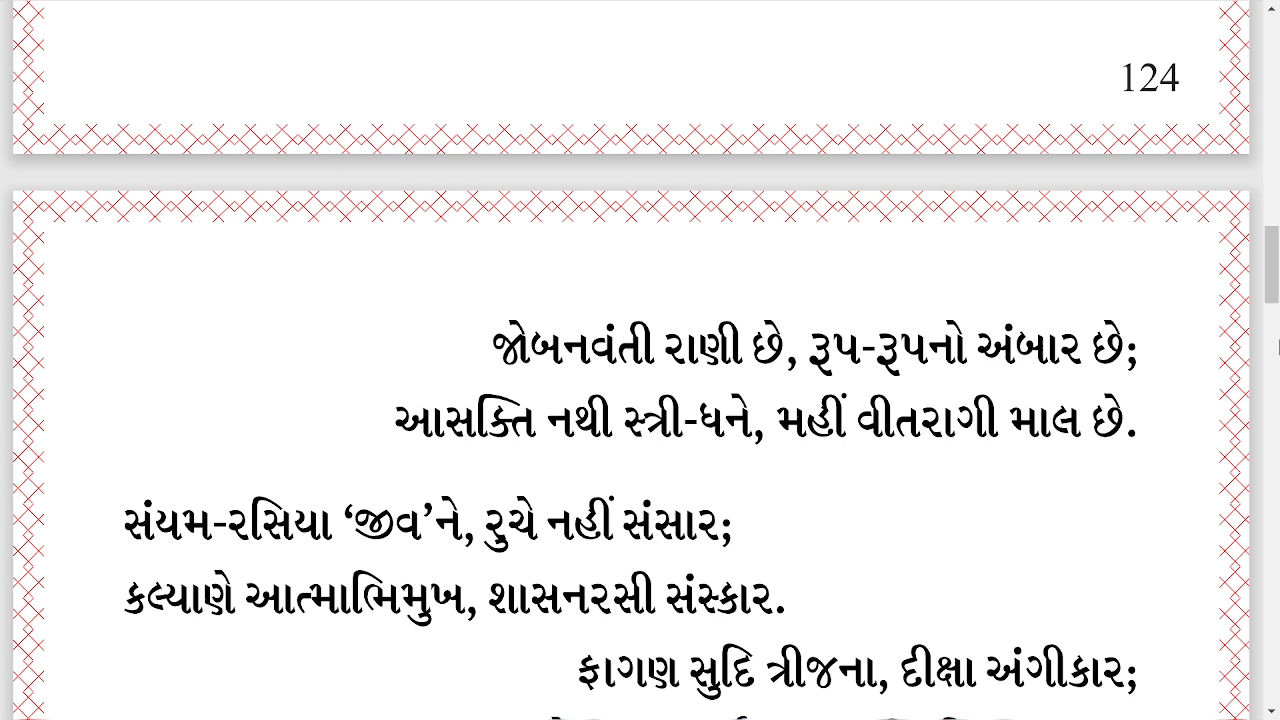 124
જોબનવંતી રાણી છે, રૂપ-રૂપનો અંબાર છે;
આસક્તિ નથી સ્ત્રી-ધને, મહીં વીતરાગી માલ છે.
સંયમ-રસિયા ‘જીવ’ને, રુચે નહીં સંસાર;
કલ્યાણે આત્માભિમુખ, શાસનરસી સંસ્કાર.
ફાગણ સુદિ ત્રીજના, દીક્ષા અંગીકાર;